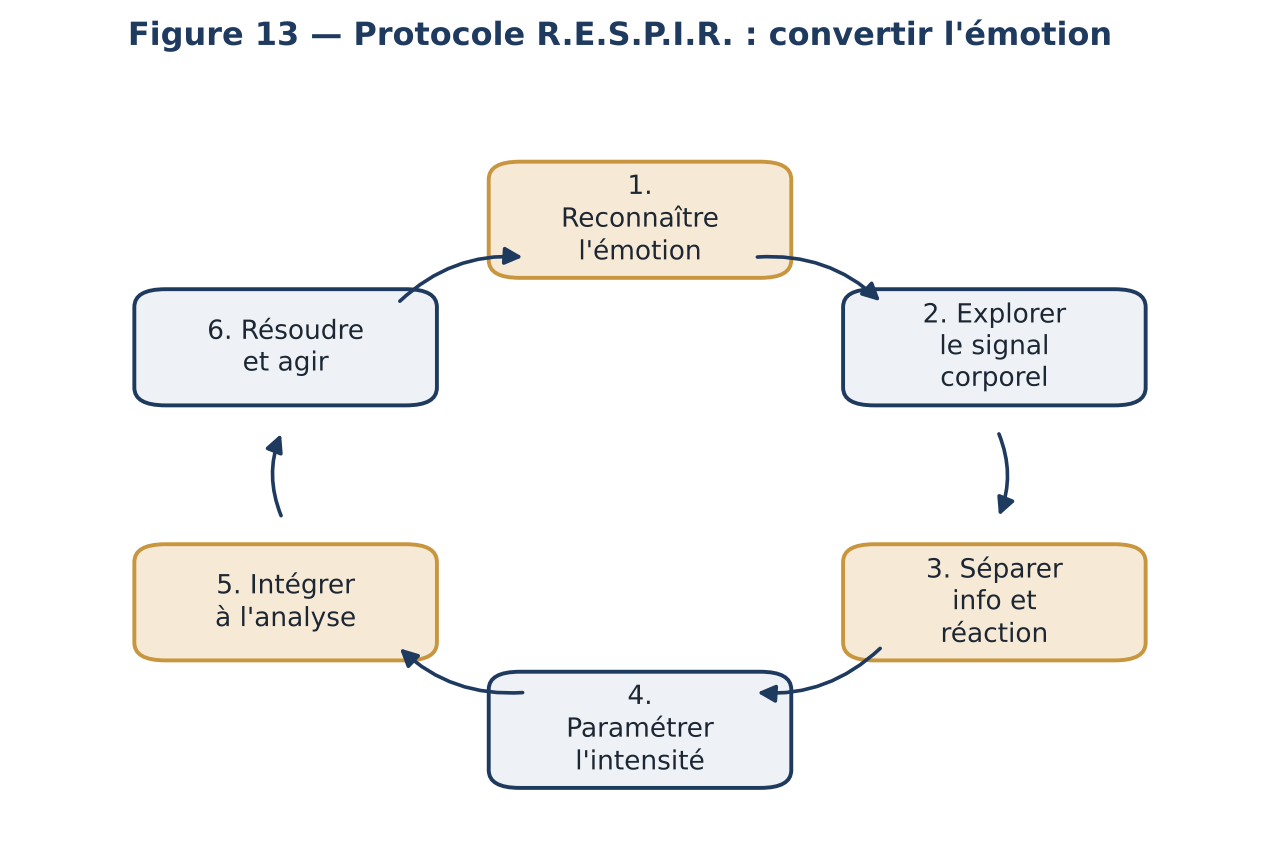 Figure 13 — Protocole R.E.S.P.I.R. : convertir l'émotion
1.
Reconnaître
l'émotion
2. Explorer
le signal
corporel
3. Séparer
info et
réaction
4.
Paramétrer
l'intensité
5. Intégrer
à l'analyse
6. Résoudre
et agir